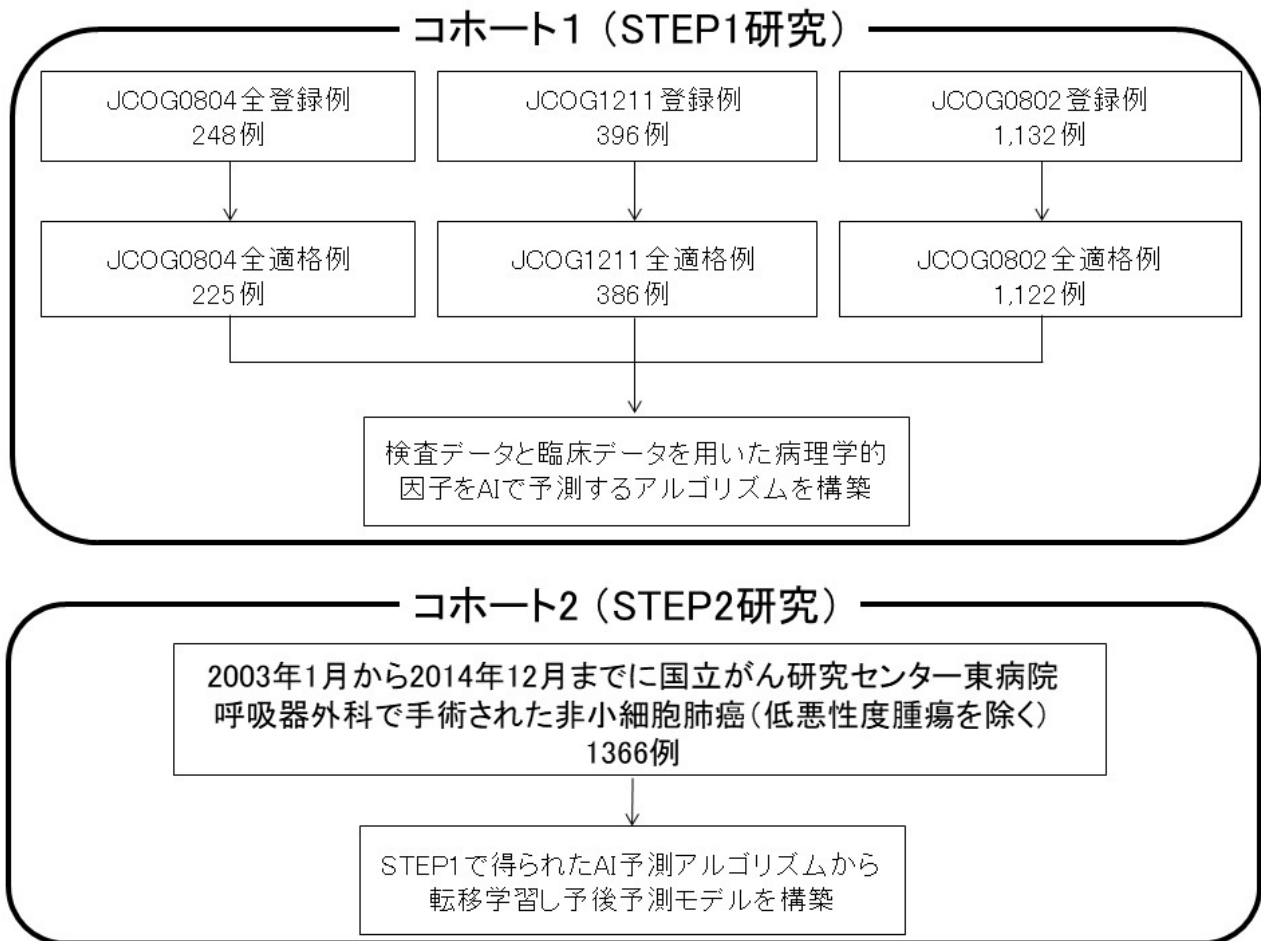 コホート1（STEP1研究）
JCOG0804全登録例
248例
JCOG1211登録例
396例
JCOG0802登録例
1,132例
JCOG0804全適格例
225例
JCOG1211全適格例
386例
JCOG0802全適格例
1,122例
検査データと臨床データを用いた病理学的
因子をAIで予測するアルゴリズムを構築
コホート2（STEP2研究）
2003年1月から2014年12月までに国立がん研究センター東病院
呼吸器外科で手術された非小細胞肺癌（低悪性度腫瘍を除く）
1366例
STEP1で得られたAI予測アルゴリズムから
転移学習し予後予測モデルを構築